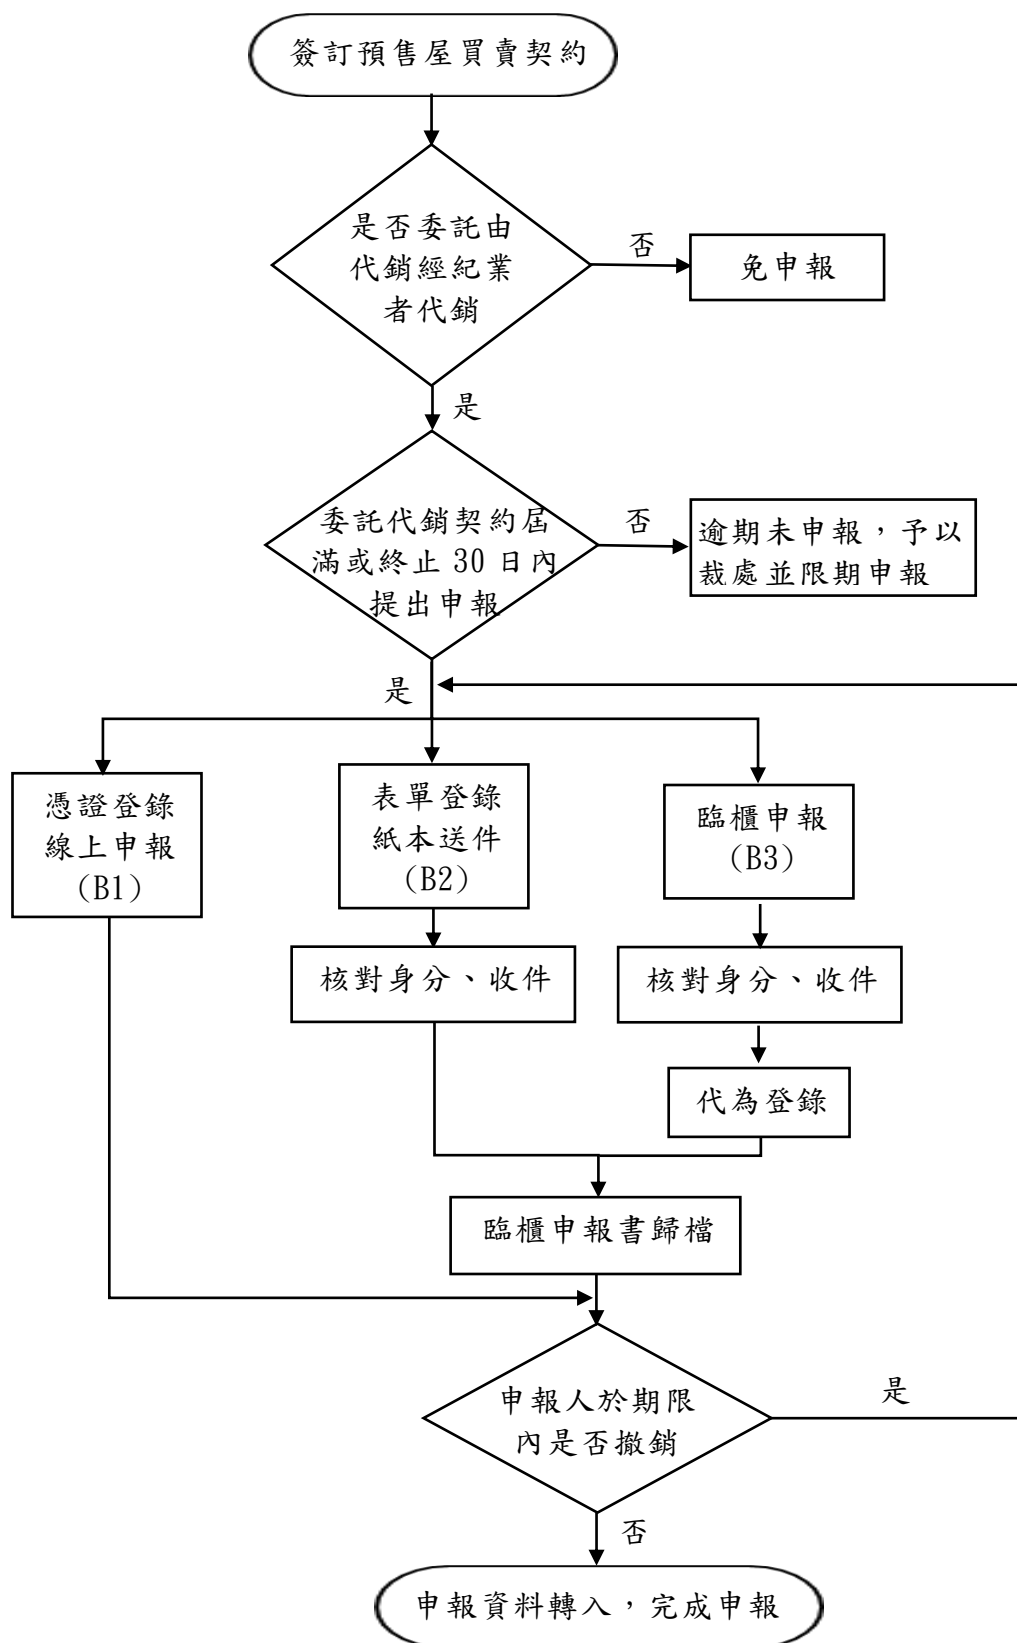 簽訂預售屋買賣契約
是否委託由
代銷經紀業
者代銷
否
免申報
是
委託代銷契約屆
滿或終止 30 日內
提出申報
否
逾期未申報，予以
裁處並限期申報
是
憑證登錄
線上申報
(B1)
表單登錄
紙本送件
(B2)
臨櫃申報
(B3)
核對身分、收件
核對身分、收件
代為登錄
臨櫃申報書歸檔
申報人於期限
內是否撤銷
是
否
申報資料轉入，完成申報